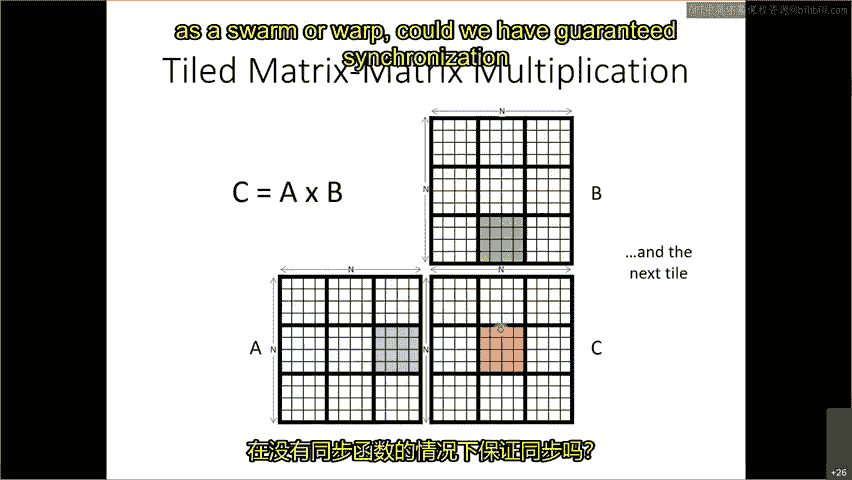 as a swarm or warp, could we have guaranteed
synchronization
Tiled Matrix-Matrix Multiplication
N
N
B
C = A x B
…and the
next tile
N
N
N
A
N
C
在没有同步函数的情况下保证同步吗?
+26